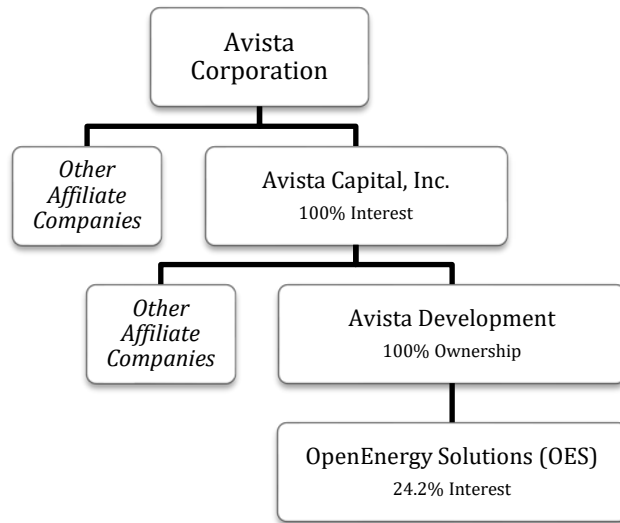 Avista
Corporation
Other
Affiliate
Companies
Avista Capital, Inc.
100% Interest
Other
Affiliate
Companies
Avista Development
100% Ownership
OpenEnergy Solutions (OES)
24.2% Interest